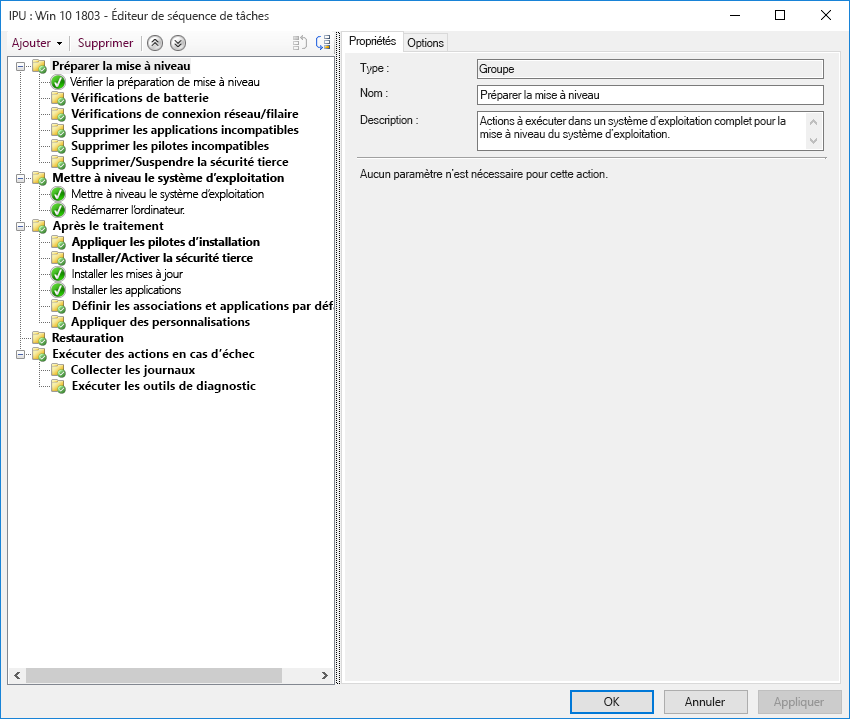 IPU : Win 10 1803 - Éditeur de séquence de tâches
Ajouter
Supprimer
Préparer la mise à niveau
Vérifier la préparation de mise à niveau
Vérifications de batterie
Vérifications de connexion réseau/filaire
Supprimer les applications incompatibles
Supprimer les pilotes incompatibles
Supprimer/Suspendre la sécurité tierce
Mettre à niveau le système d'exploitation
Mettre à niveau le système d'exploitation
Redémarrer l'ordinateur.
Après le traitement
Appliquer les pilotes d'installation
Installer/Activer la sécurité tierce
Installer les mises à jour
Installer les applications
Définir les associations et applications par déf
Appliquer des personnalisations
Restauration
Exécuter des actions en cas d'échec
Collecter les journaux
Exécuter les outils de diagnostic
Propriétés
Options
Type :
Groupe
Nom :
Préparer la mise à niveau
Description :
Actions à exécuter dans un système d'exploitation complet pour la
mise à niveau du système d'exploitation.
Aucun paramètre n'est nécessaire pour cette action.
OK
Annuler
Appliquer